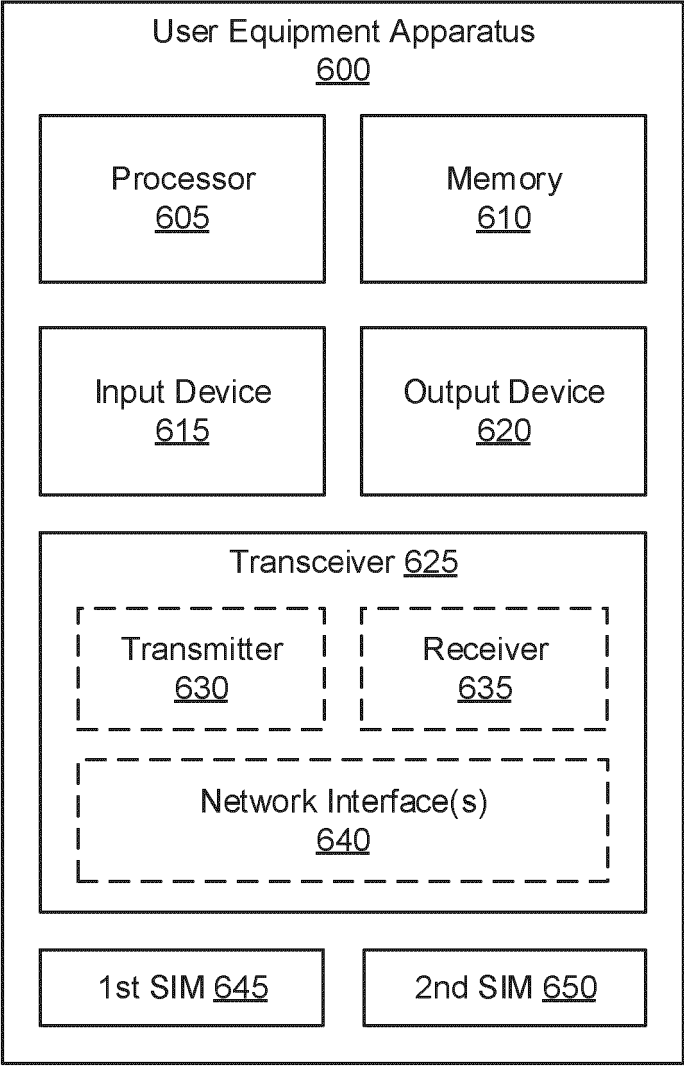 User Equipment Apparatus
600
Processor
605
Memory
610
Input Device
615
Output Device
620
Transceiver 625
Transmitter
630
Receiver
635
Network Interface(s)
640
1st SIM 645
2nd SIM 650